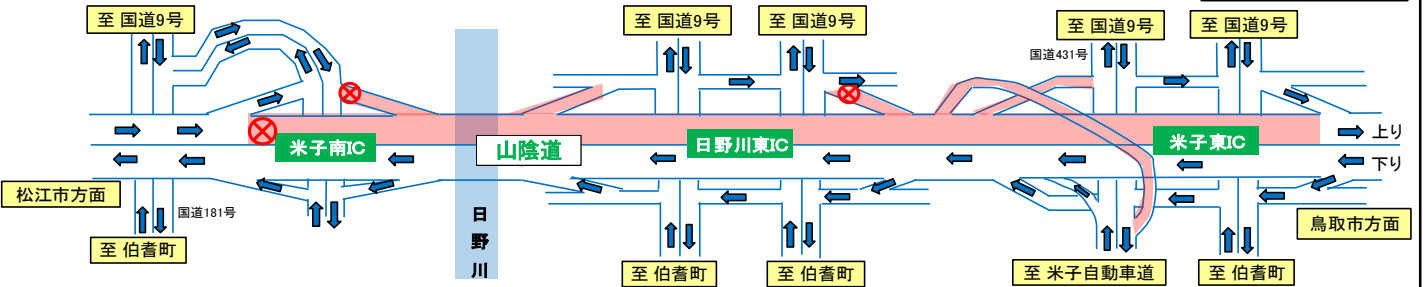 至 国道9号
至 国道9号
至 国道9号
至 国道9号
至 国道9号
国道431号
米子南IC
山陰道
日野川東IC
米子東IC
上り
下り
松江市方面
国道181号
日野川
鳥取市方面
至 伯耆町
至 伯耆町
至 伯耆町
至 米子自動車道
至 伯耆町